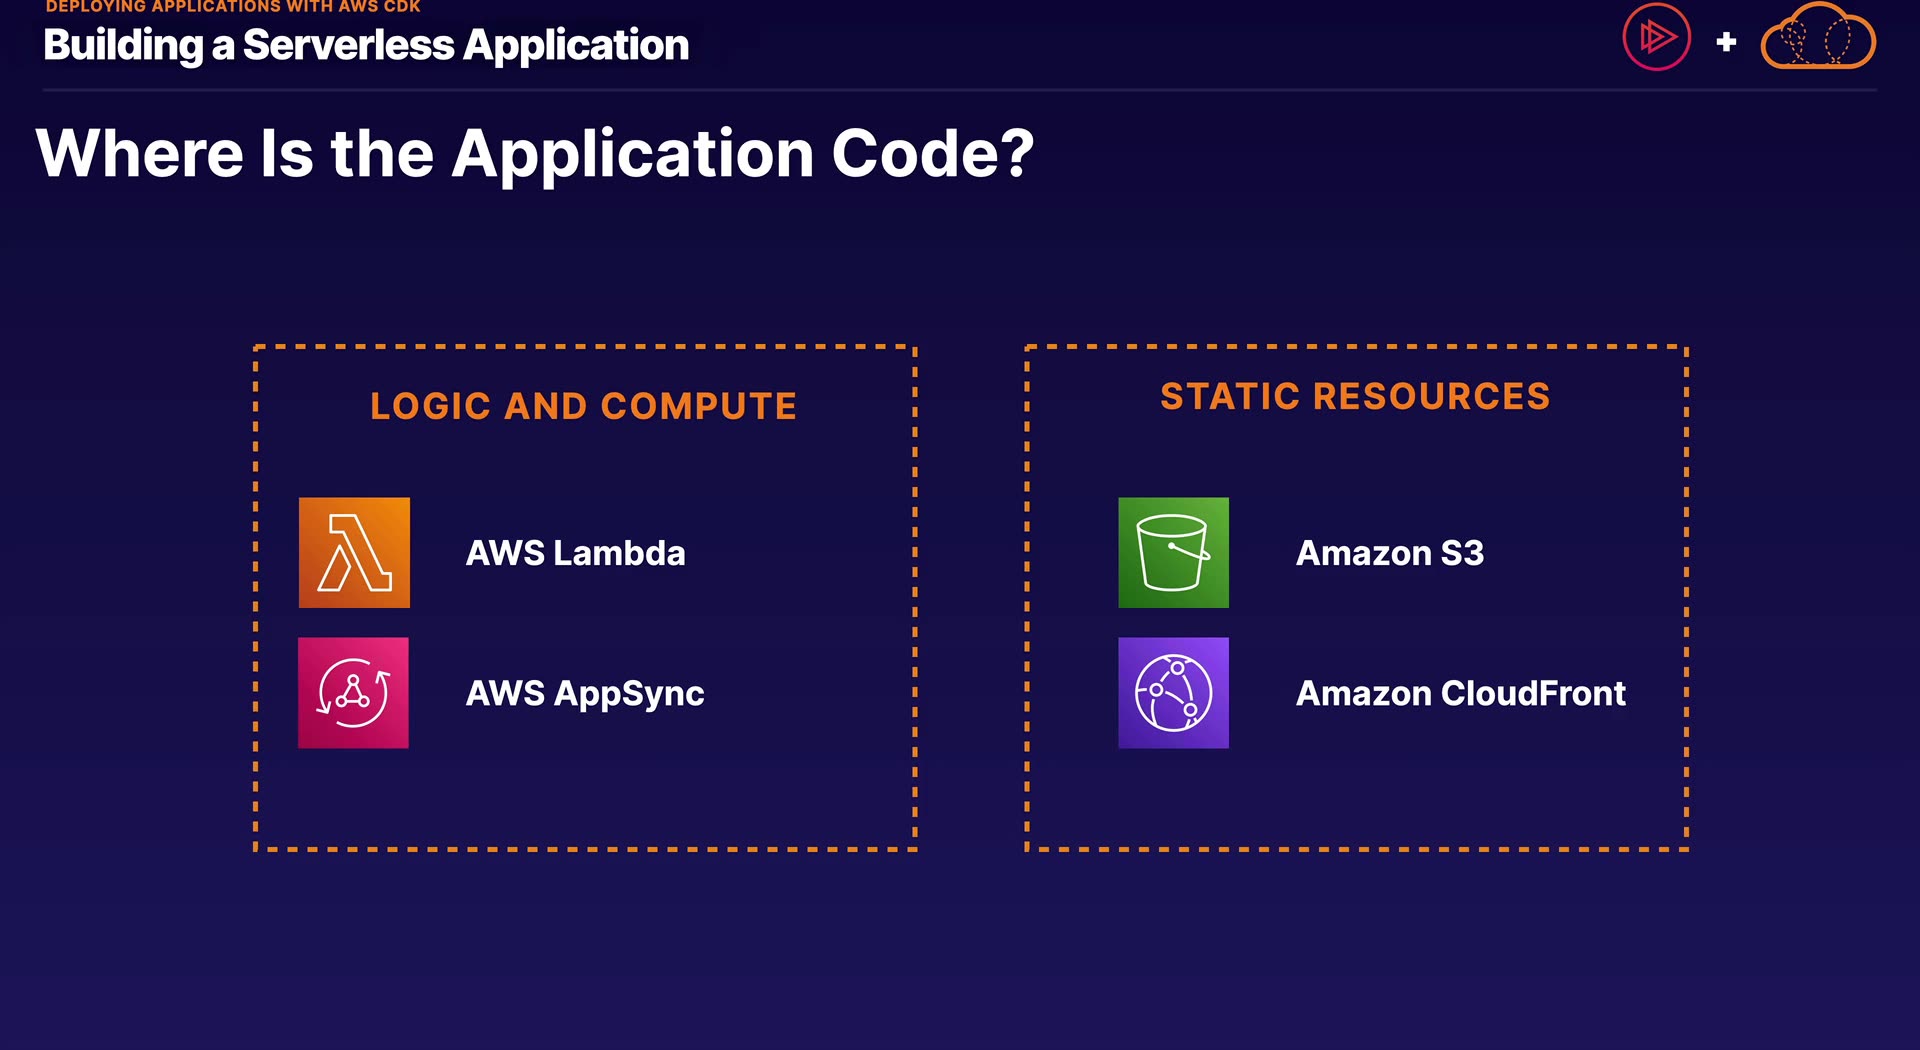 DEPLOYING APPLICATIONS WITH AWS CDK
Building a Serverless Application
Where Is the Application Code?
LOGIC AND COMPUTE
AWS Lambda
AWS AppSync
STATIC RESOURCES
Amazon S3
Amazon CloudFront